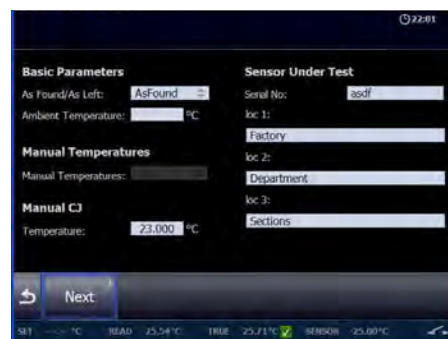 22:01
Basic Parameters
As Found/As Left: AsFound
Ambient Temperature: °C
Manual Temperatures
Manual Temperatures:
Manual CJ
Temperature: 23.000 °C
Sensor Under Test
Serial No: asdf
loc 1:
Factory
loc 2:
Department
loc 3:
Sections
Next
SET °C READ 25.54°C TRUE 25.71°C SENSOR 25.00°C